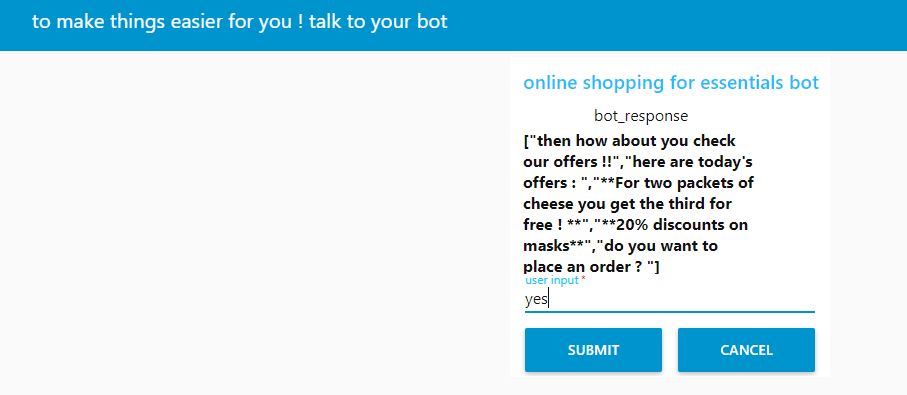 to make things easier for you ! talk to your bot
online shopping for essentials bot
bot_response
["then how about you check
our offers !!","here are today's
offers : ","**For two packets of
cheese you get the third for
free ! **","**20% discounts on
masks**","do you want to
place an order ? "]
user input *
yes
SUBMIT
CANCEL